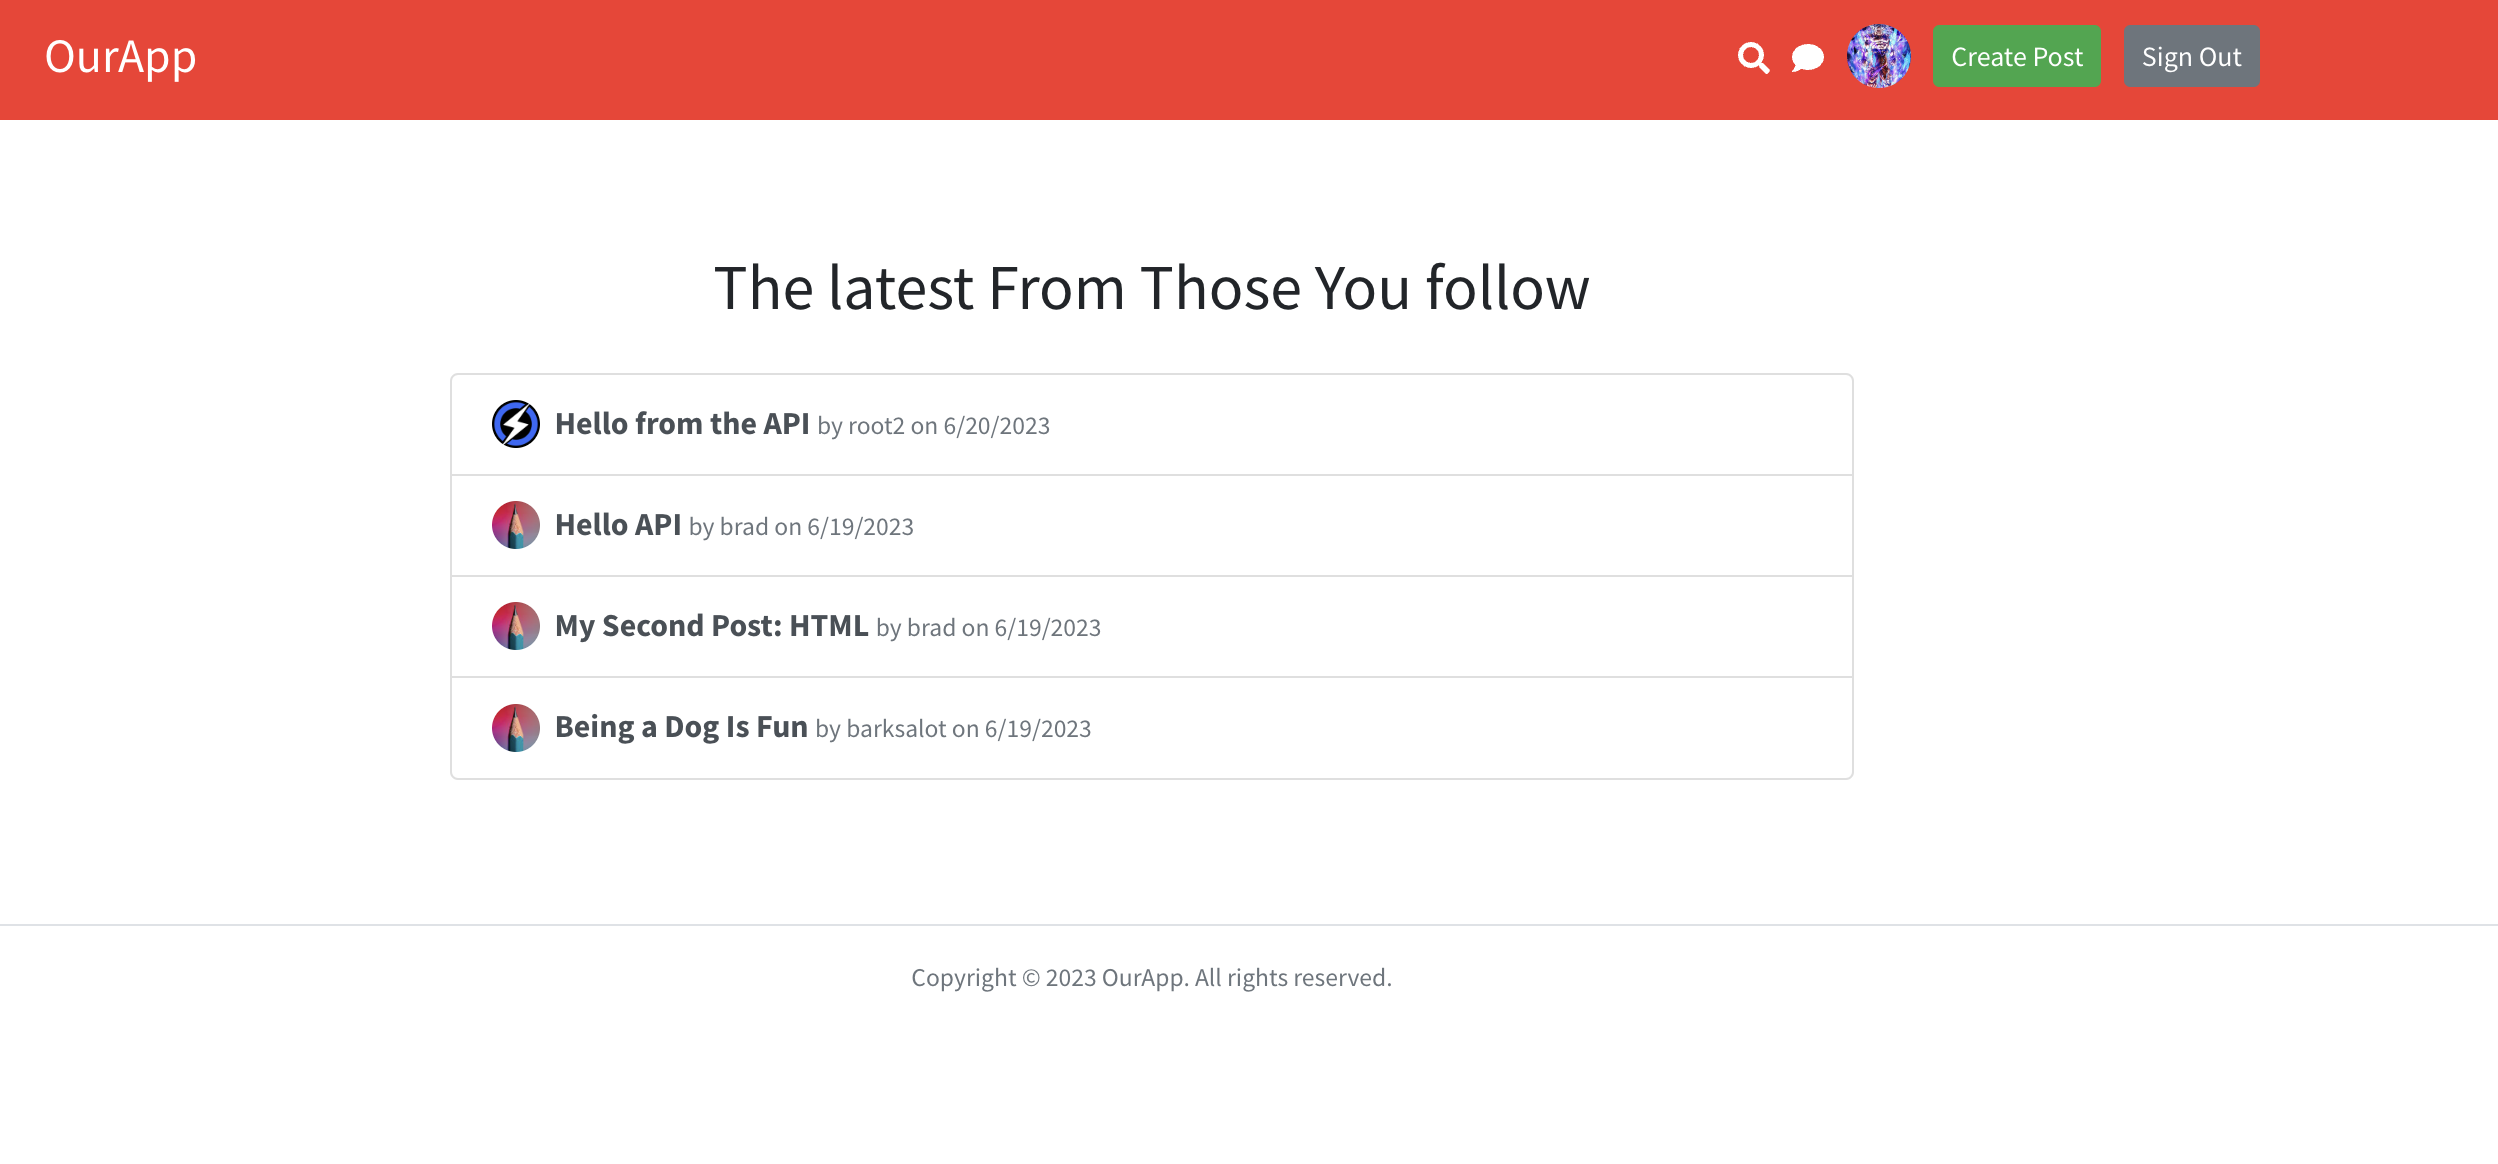 OurApp
Create Post
Sign Out
The latest From Those You follow
Hello from the API by root2 on 6/20/2023
Hello API by brad on 6/19/2023
My Second Post: HTML by brad on 6/19/2023
Being a Dog Is Fun by barksalot on 6/19/2023
Copyright © 2023 OurApp. All rights reserved.